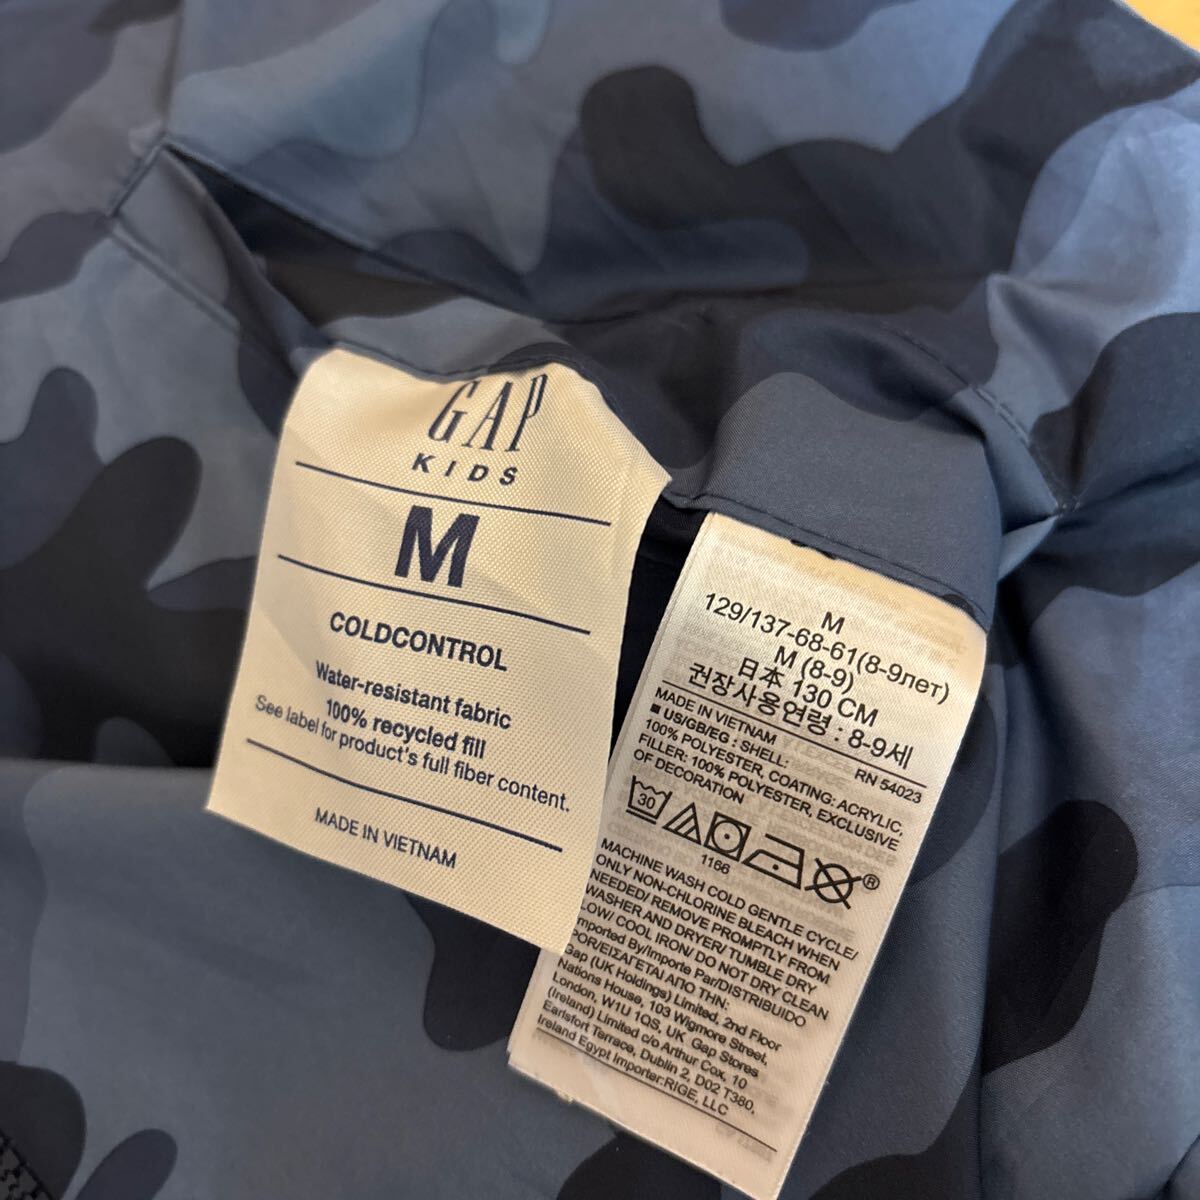 GAP
KIDS
M
COLDCONTROL
Water-resistant fabric
100% recycled fill
See label for product's full fiber content.
MADE IN VIETNAM
M
129/137-68-61(8-9лет)
M (8-9)
日本 130 CM
권장사용연령 : 8-9세
MADE IN VIETNAM RN 54023
■ US/GB/EG : SHELL:
100% POLYESTER, COATING: ACRYLIC,
FILLER: 100% POLYESTER, EXCLUSIVE
OF DECORATION
30 ®
1166
MACHINE WASH COLD GENTLE CYCLE/
ONLY NON-CHLORINE BLEACH WHEN
NEEDED/ REMOVE PROMPTLY FROM
WASHER AND DRYER/ TUMBLE DRY
LOW/ COOL IRON/ DO NOT DRY CLEAN
Imported By/Importe Par/DISTRIBUIDO
POR/ΕΙΣΑΓΕΤΑΙ ΑΠΟ ΤΗΝ:
Gap (UK Holdings) Limited, 2nd Floor
Nations House, 103 Wigmore Street,
London, W1U 1QS, UK Gap Stores
(Ireland) Limited c/o Arthur Cox, 10
Earlsfort Terrace, Dublin 2, D02 T380,
Ireland Egypt Importer:RIGE, LLC